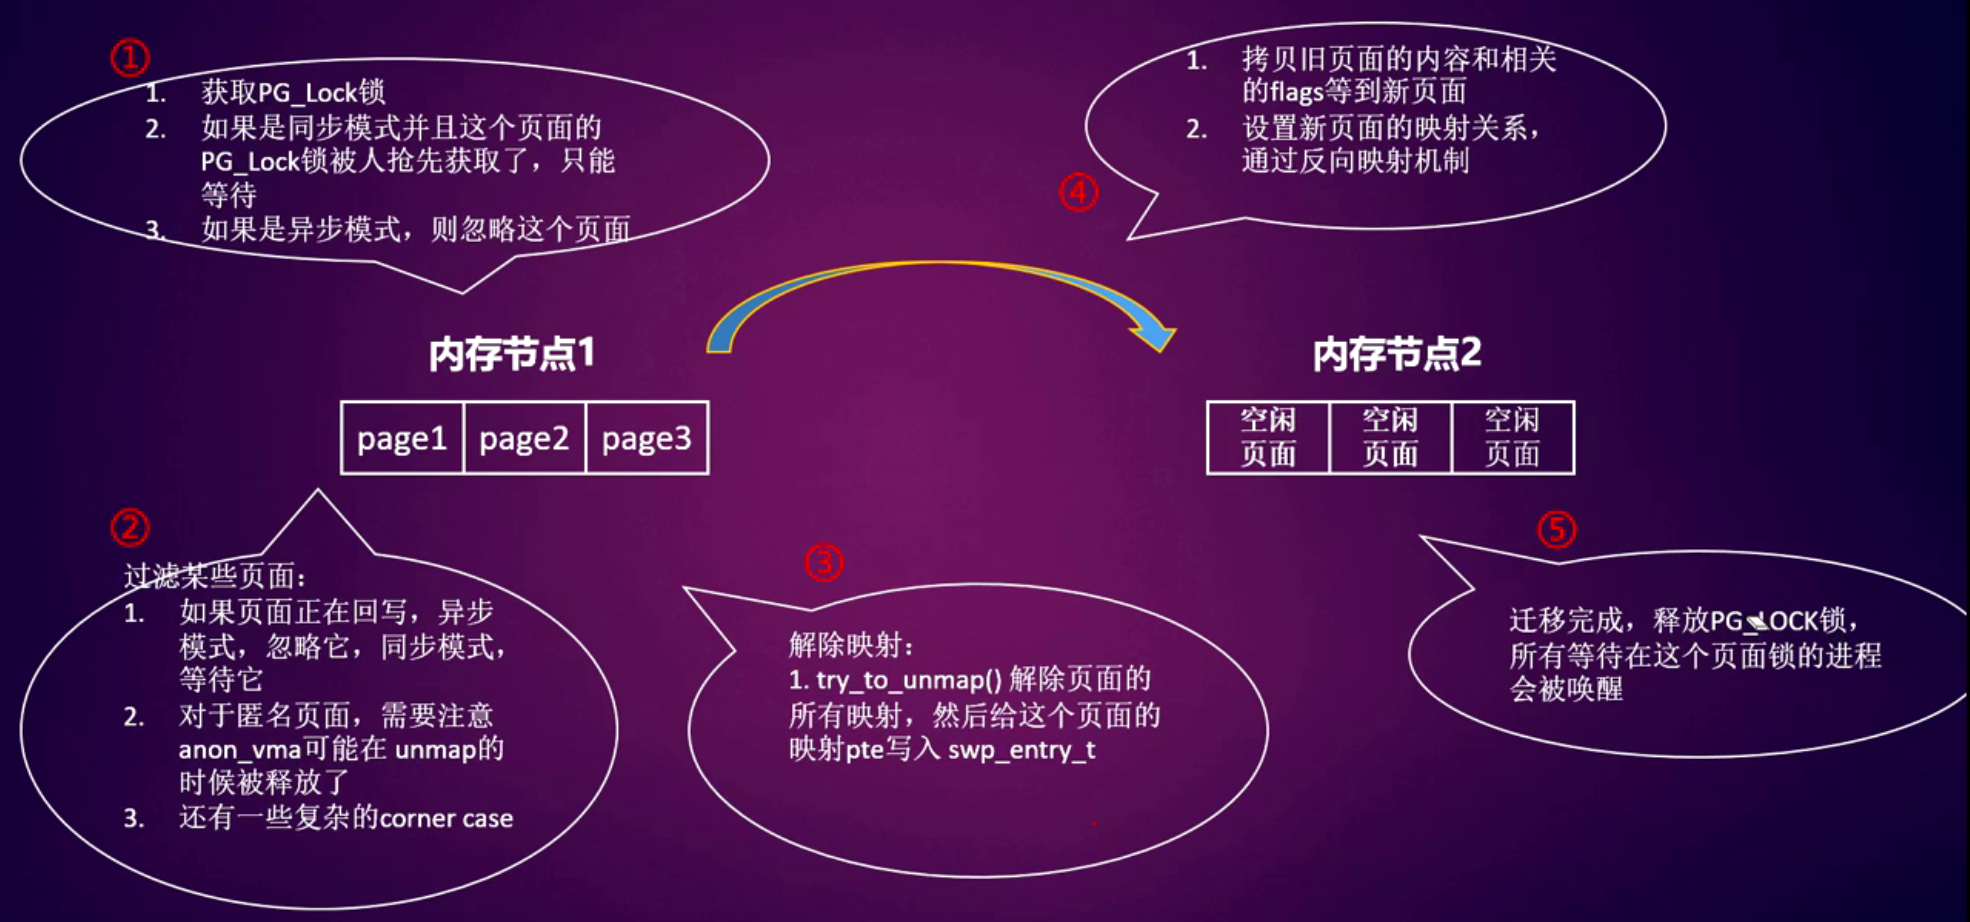 ①
1. 获取PG_Lock锁
2. 如果是同步模式并且这个页面的
PG_Lock锁被人抢先获取了，只能
等待
3. 如果是异步模式，则忽略这个页面
④
1. 拷贝旧页面的内容和相关
的flags等到新页面
2. 设置新页面的映射关系，
通过反向映射机制
内存节点1
page1 page2 page3
内存节点2
空闲 空闲 空闲
页面 页面 页面
②
过滤某些页面：
1. 如果页面正在回写，异步
模式，忽略它，同步模式，
等待它
2. 对于匿名页面，需要注意
anon_vma可能在 unmap的
时候被释放了
3. 还有一些复杂的corner case
③
解除映射：
1. try_to_unmap() 解除页面的
所有映射，然后给这个页面的
映射pte写入 swp_entry_t
⑤
迁移完成，释放PG_LOCK锁，
所有等待在这个页面锁的进程
会被唤醒